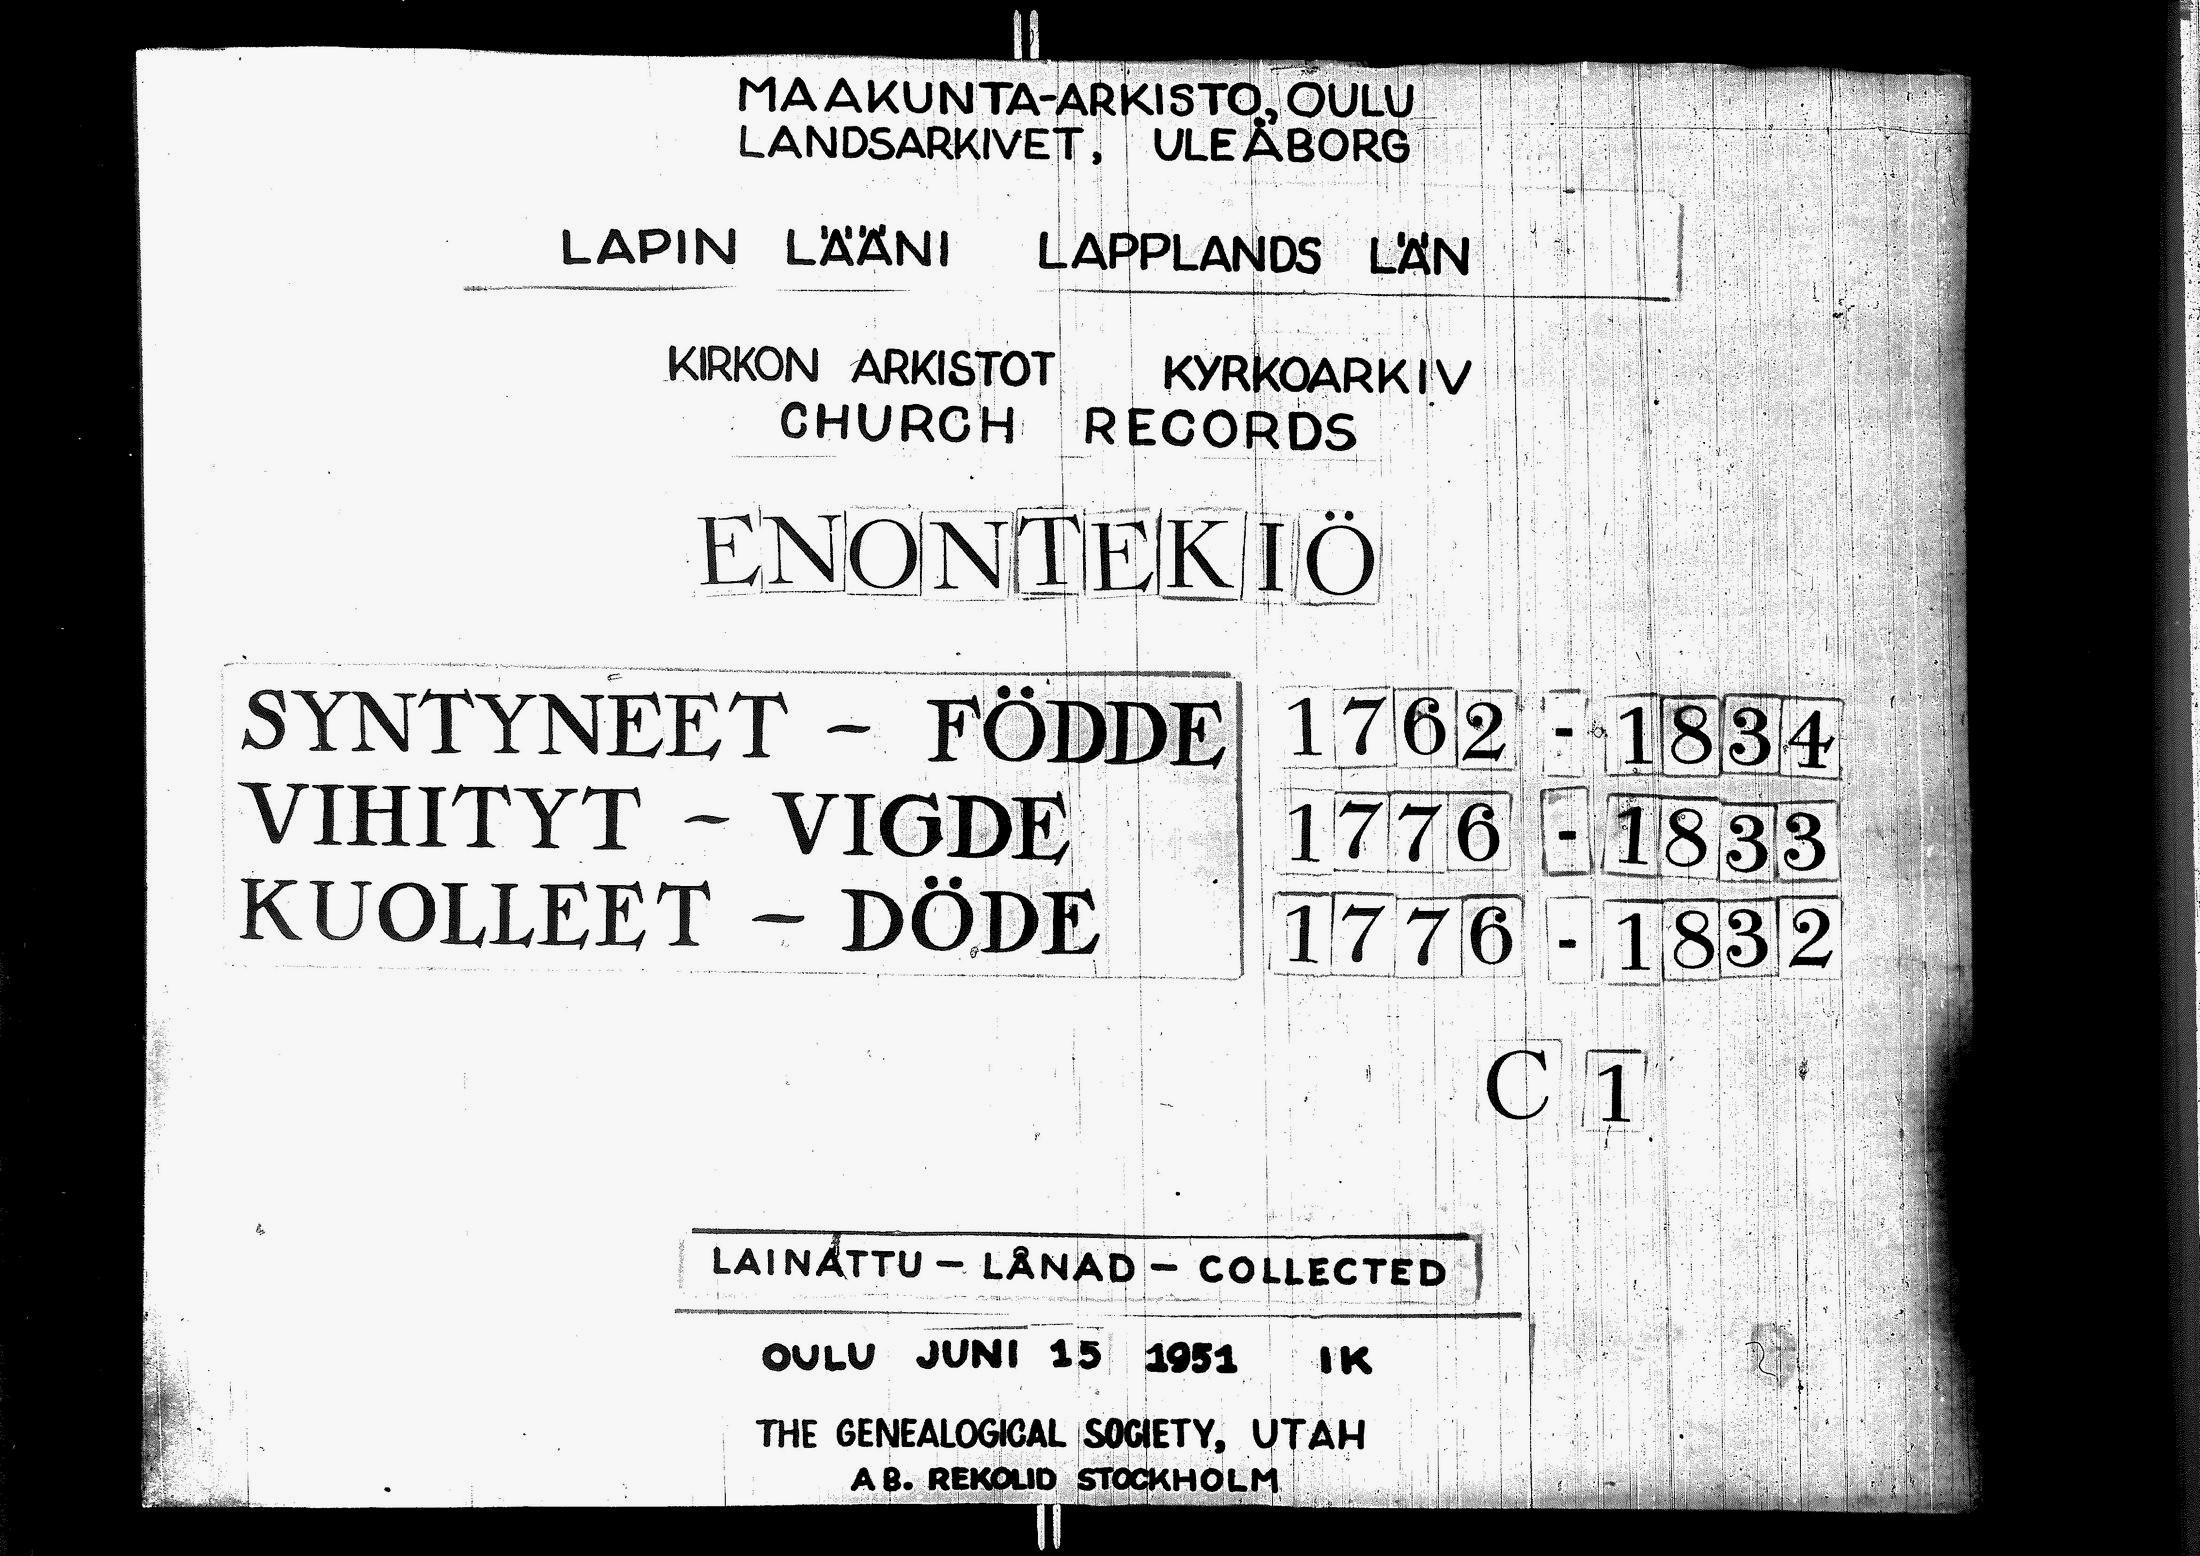 MAAKUNTA-ARKISTO, OULU
LANDSARKIVET, ULEÅBORG
LAPIN LÄÄNI LAPPLANDS LÄN
KIRKON ARKISTOT KYRKOARKIV
CHURCH RECORDS
ENONTEKIÖ
SYNTYNEET - FÖDDE 1762 - 1834
VIHITYT - VIGDE 1776 - 1833
KUOLLEET - DÖDE 1776 - 1832
C 1
LAINATTU - LÅNAD - COLLECTED
OULU JUNI 15 1951 IK
THE GENEALOGICAL SOCIETY, UTAH
AB. REKOLID STOCKHOLM